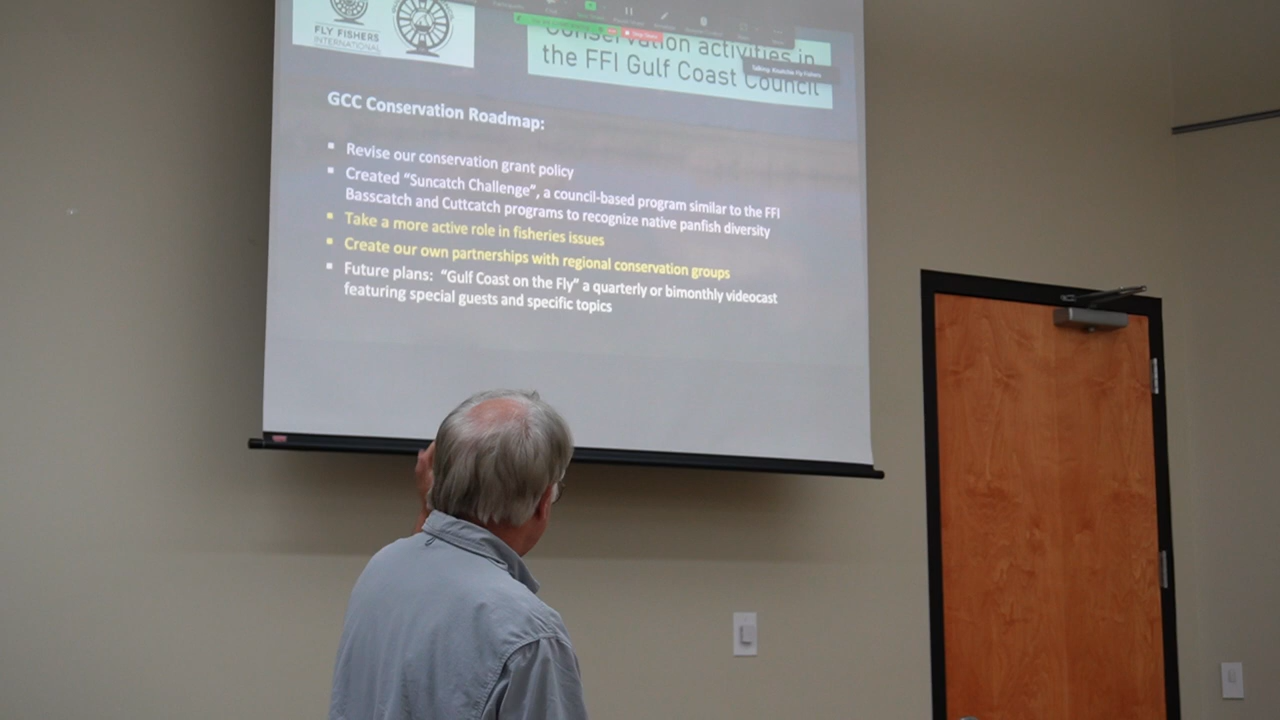 FLY FISHERS
INTERNATIONAL
Conservation activities in
the FFI Gulf Coast Council
GCC Conservation Roadmap:
▪ Revise our conservation grant policy
▪ Created “Suncatch Challenge”, a council-based program similar to the FFI
Basscatch and Cuttcatch programs to recognize native panfish diversity
▪ Take a more active role in fisheries issues
▪ Create our own partnerships with regional conservation groups
▪ Future plans: “Gulf Coast on the Fly” a quarterly or bimonthly videocast
featuring special guests and specific topics